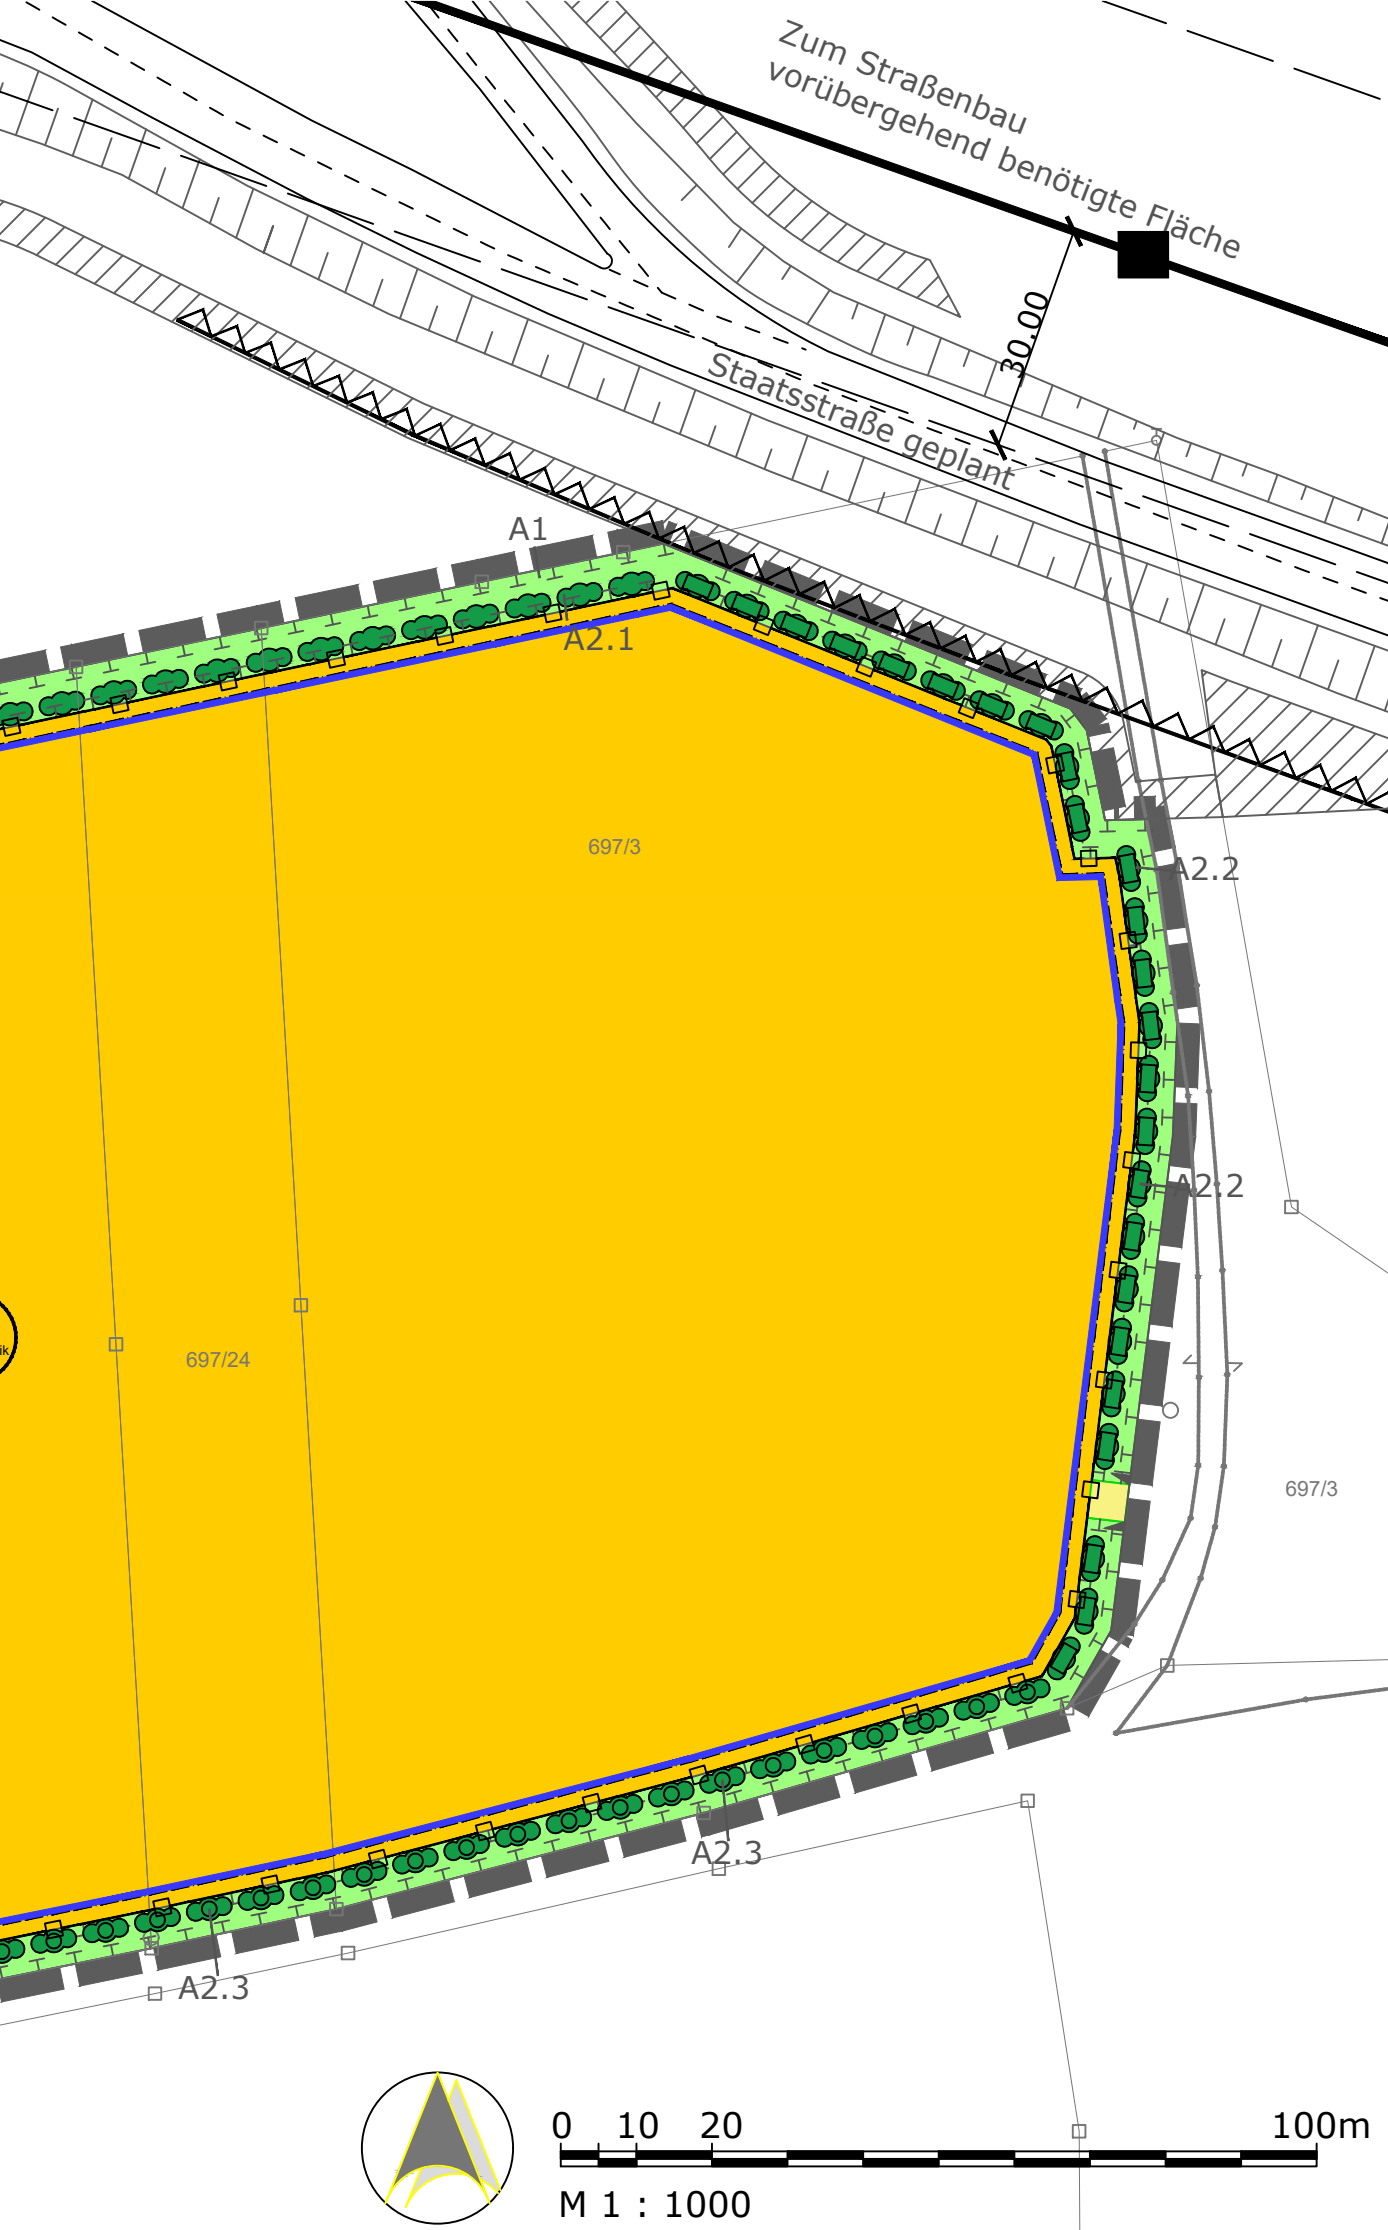 Zum Straßenbau
vorübergehend benötigte Fläche
30.00
Staatsstraße geplant
A1
A2.1
697/3
A2.2
A2.2
ik
697/24
697/3
A2.3
A2.3
0 10 20 100m
M 1 : 1000